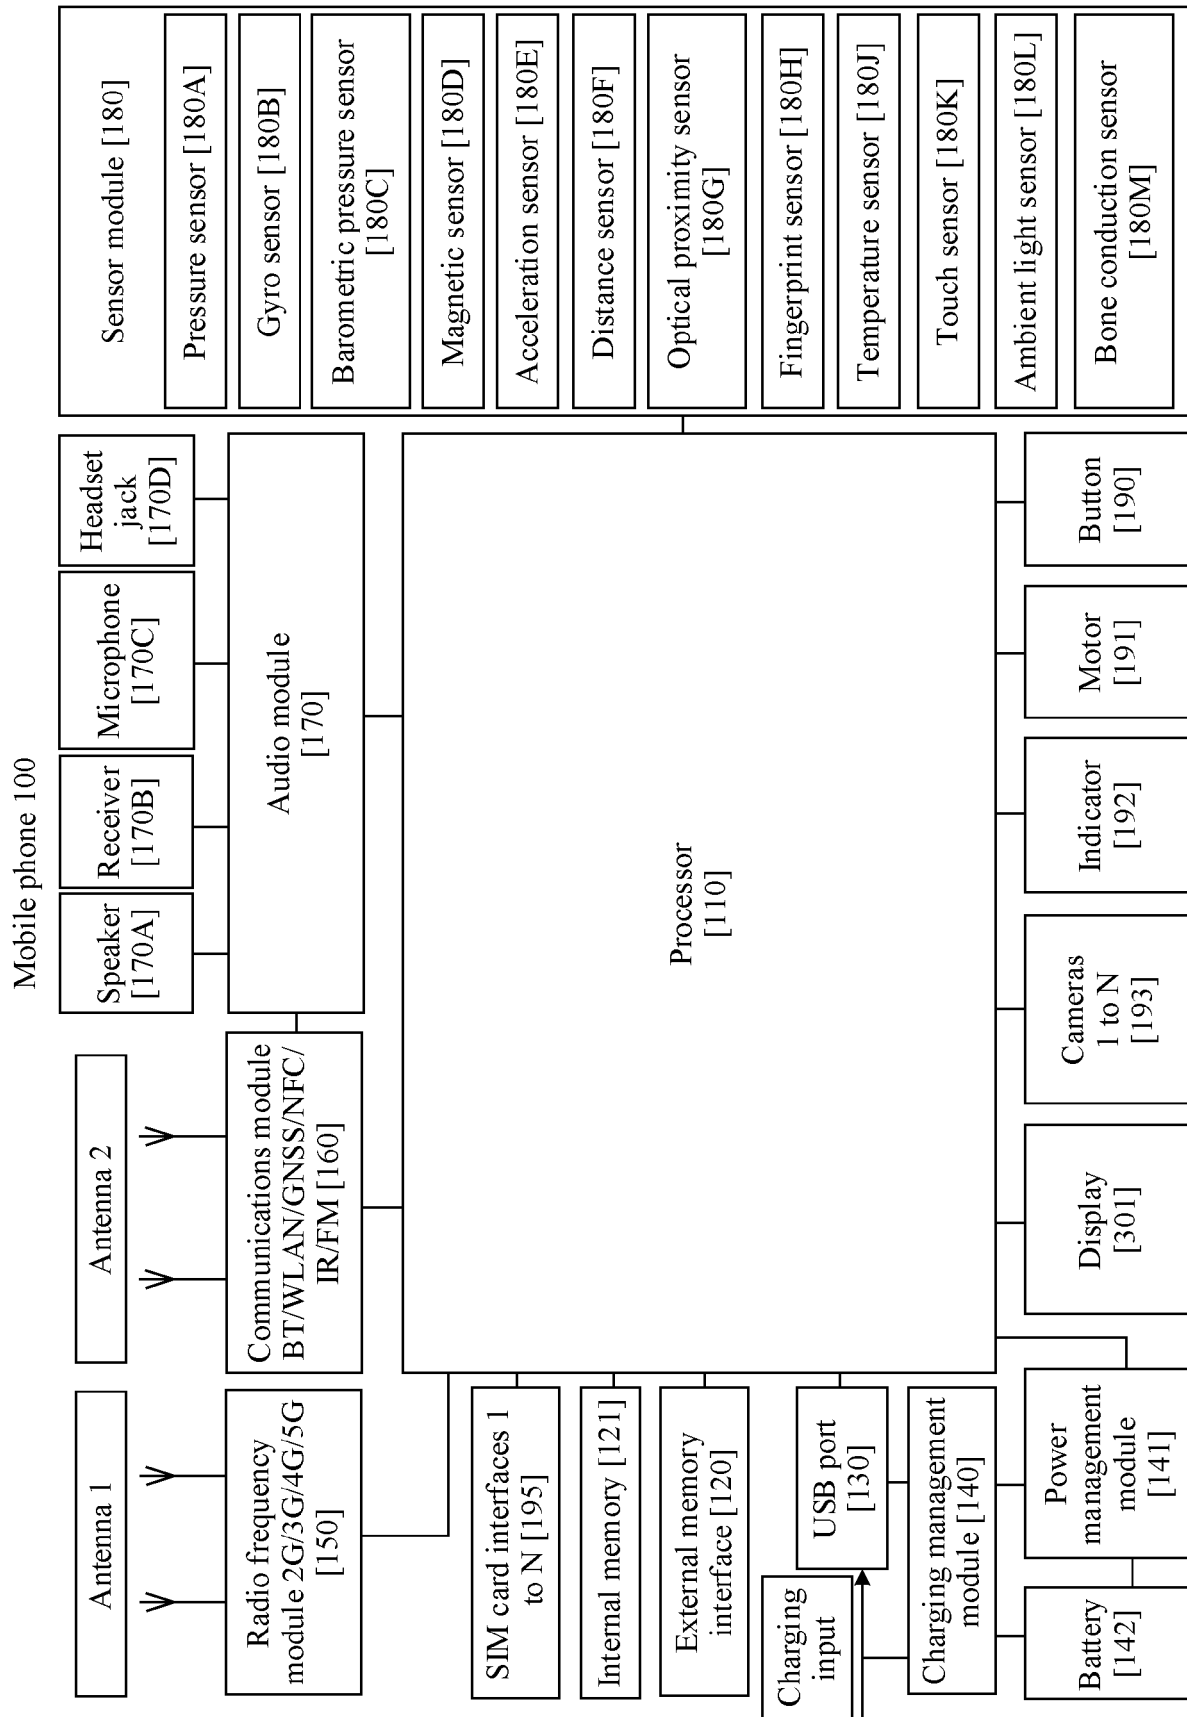 Mobile phone 100
Antenna 1
Antenna 2
Speaker
[170A]
Receiver
[170B]
Microphone
[170C]
Headset
jack
[170D]
Radio frequency
module 2G/3G/4G/5G
[150]
Communications module
BT/WLAN/GNSS/NFC/
IR/FM [160]
Audio module
[170]
SIM card interfaces 1
to N [195]
Internal memory [121]
External memory
interface [120]
Charging
input
USB port
[130]
Charging management
module [140]
Battery
[142]
Power
management
module
[141]
Processor
[110]
Display
[301]
Cameras
1 to N
[193]
Indicator
[192]
Motor
[191]
Button
[190]
Sensor module [180]
Pressure sensor [180A]
Gyro sensor [180B]
Barometric pressure sensor
[180C]
Magnetic sensor [180D]
Acceleration sensor [180E]
Distance sensor [180F]
Optical proximity sensor
[180G]
Fingerprint sensor [180H]
Temperature sensor [180J]
Touch sensor [180K]
Ambient light sensor [180L]
Bone conduction sensor
[180M]